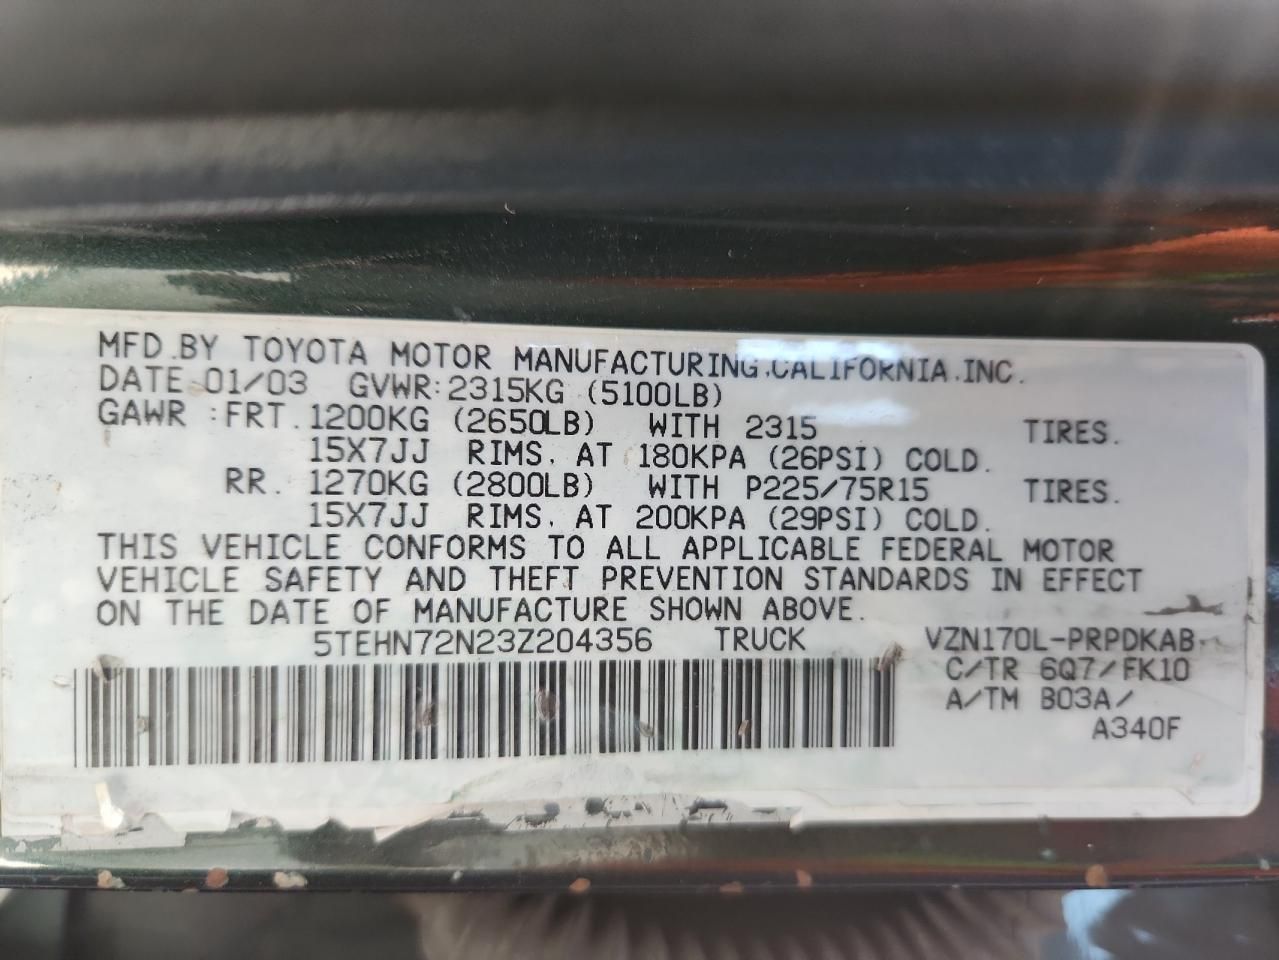 MFD.BY TOYOTA MOTOR MANUFACTURING.CALIFORNIA.INC.
DATE 01/03 GVWR:2315KG (5100LB)
GAWR :FRT. 1200KG (2650LB) WITH 2315 TIRES.
15X7JJ RIMS. AT 180KPA (26PSI) COLD.
RR. 1270KG (2800LB) WITH P225/75R15 TIRES.
15X7JJ RIMS. AT 200KPA (29PSI) COLD.
THIS VEHICLE CONFORMS TO ALL APPLICABLE FEDERAL MOTOR
VEHICLE SAFETY AND THEFT PREVENTION STANDARDS IN EFFECT
ON THE DATE OF MANUFACTURE SHOWN ABOVE.
5TEHN72N23Z204356 TRUCK VZN170L-PRPDKAB
C/TR 6Q7/FK10
A/TM B03A/
A340F